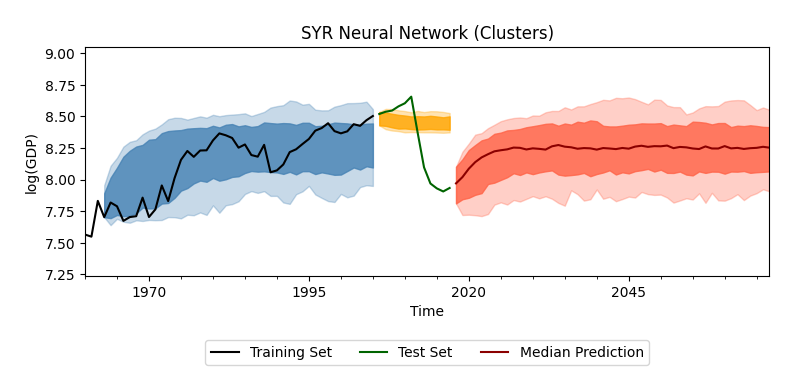 SYR Neural Network (Clusters)
9.00
8.75
8.50
8.25
8.00
7.75
7.50
7.25
log(GDP)
1970 1995 2020 2045
Time
Training Set Test Set Median Prediction